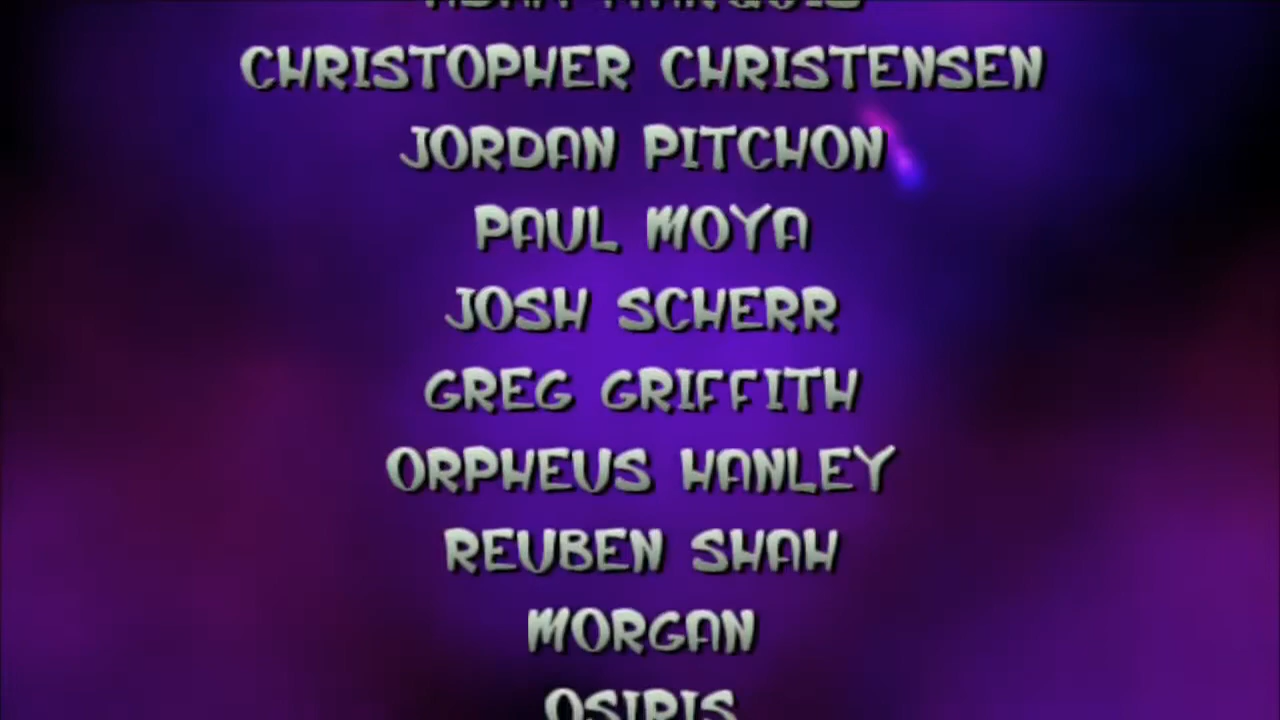 CHRISTOPHER CHRISTENSEN
JORDAN PITCHON
PAUL MOYA
JOSH SCHERR
GREG GRIFFITH
ORPHEUS HANLEY
REUBEN SHAH
MORGAN
OSIRIS